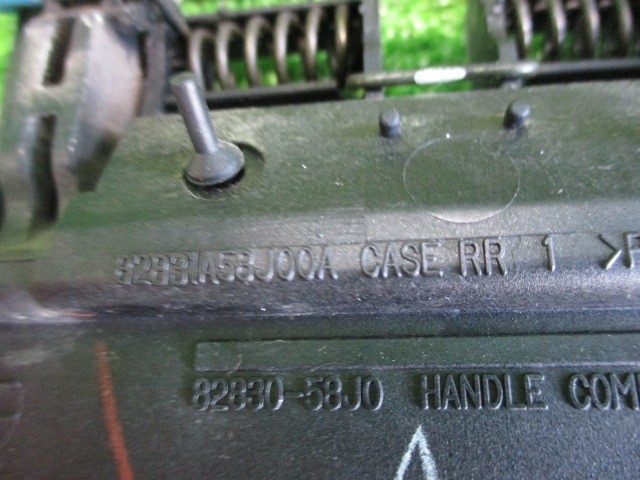 82831A58J00A CASE RR 1 >P
82830-58J0 HANDLE COM